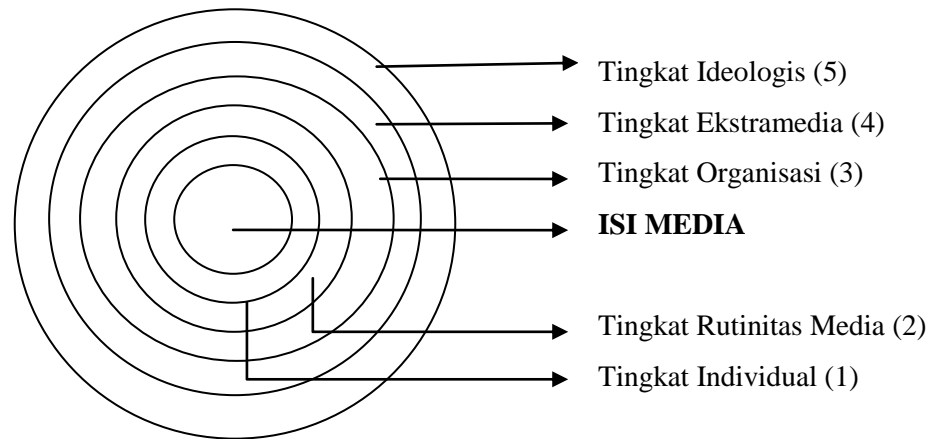 Tingkat Ideologis (5)
Tingkat Ekstramedia (4)
Tingkat Organisasi (3)
ISI MEDIA
Tingkat Rutinitas Media (2)
Tingkat Individual (1)